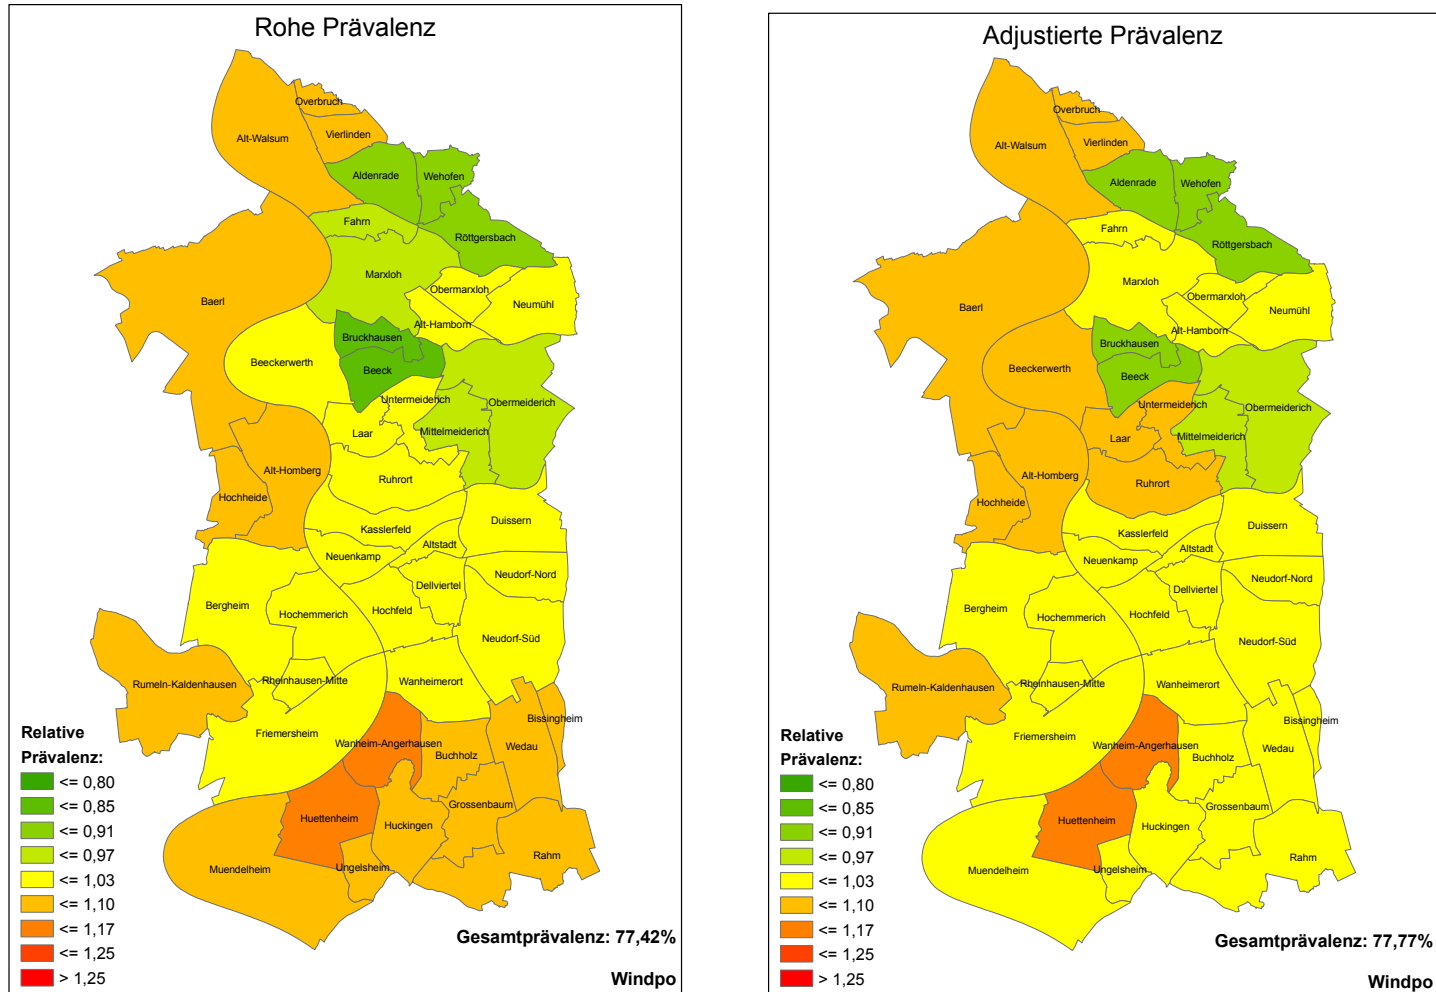 Rohe Prävalenz
Overbruch
Alt-Walsum
Vierlinden
Aldenrade
Wehofen
Fahrn
Röttgersbach
Marxloh
Obermarxloh
Baerl
Neumühl
Alt-Hamborn
Bruckhausen
Beeckerwerth
Beeck
Untermeiderich
Obermeiderich
Laar
Mittelmeiderich
Alt-Homberg
Ruhrort
Hochheide
Kasslerfeld
Duissern
Altstadt
Neuenkamp
Neudorf-Nord
Dellviertel
Bergheim
Hochemmerich
Hochfeld
Neudorf-Süd
Rheinhausen-Mitte
Wanheimerort
Rumeln-Kaldenhausen
Bissingheim
Friemersheim
Wanheim-Angerhausen
Wedau
Buchholz
Grossenbaum
Huettenheim
Huckingen
Rahm
Ungelsheim
Muendelheim
Relative
Prävalenz:
<= 0,80
<= 0,85
<= 0,91
<= 0,97
<= 1,03
<= 1,10
<= 1,17
<= 1,25
> 1,25
Gesamtprävalenz: 77,42%
Windpo
Adjustierte Prävalenz
Overbruch
Alt-Walsum
Vierlinden
Aldenrade
Wehofen
Fahrn
Röttgersbach
Marxloh
Obermarxloh
Baerl
Neumühl
Alt-Hamborn
Bruckhausen
Beeckerwerth
Beeck
Untermeiderich
Obermeiderich
Laar
Mittelmeiderich
Alt-Homberg
Ruhrort
Hochheide
Kasslerfeld
Duissern
Altstadt
Neuenkamp
Neudorf-Nord
Dellviertel
Bergheim
Hochemmerich
Hochfeld
Neudorf-Süd
Rheinhausen-Mitte
Wanheimerort
Rumeln-Kaldenhausen
Bissingheim
Friemersheim
Wanheim-Angerhausen
Wedau
Buchholz
Grossenbaum
Huettenheim
Huckingen
Rahm
Ungelsheim
Muendelheim
Relative
Prävalenz:
<= 0,80
<= 0,85
<= 0,91
<= 0,97
<= 1,03
<= 1,10
<= 1,17
<= 1,25
> 1,25
Gesamtprävalenz: 77,77%
Windpo